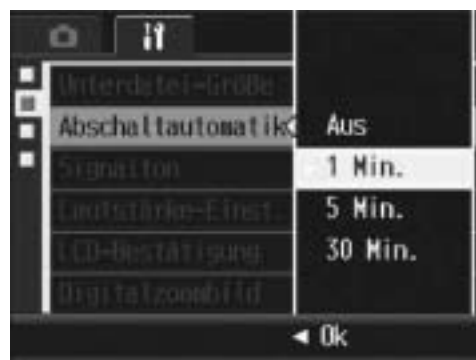 Unterdatei-Größe
Abschaltautomatik
Signalton
Lautstärke-Einst.
LCD-Bestätigung
Digitalzoombild
Aus
1 Min.
5 Min.
30 Min.
Ok